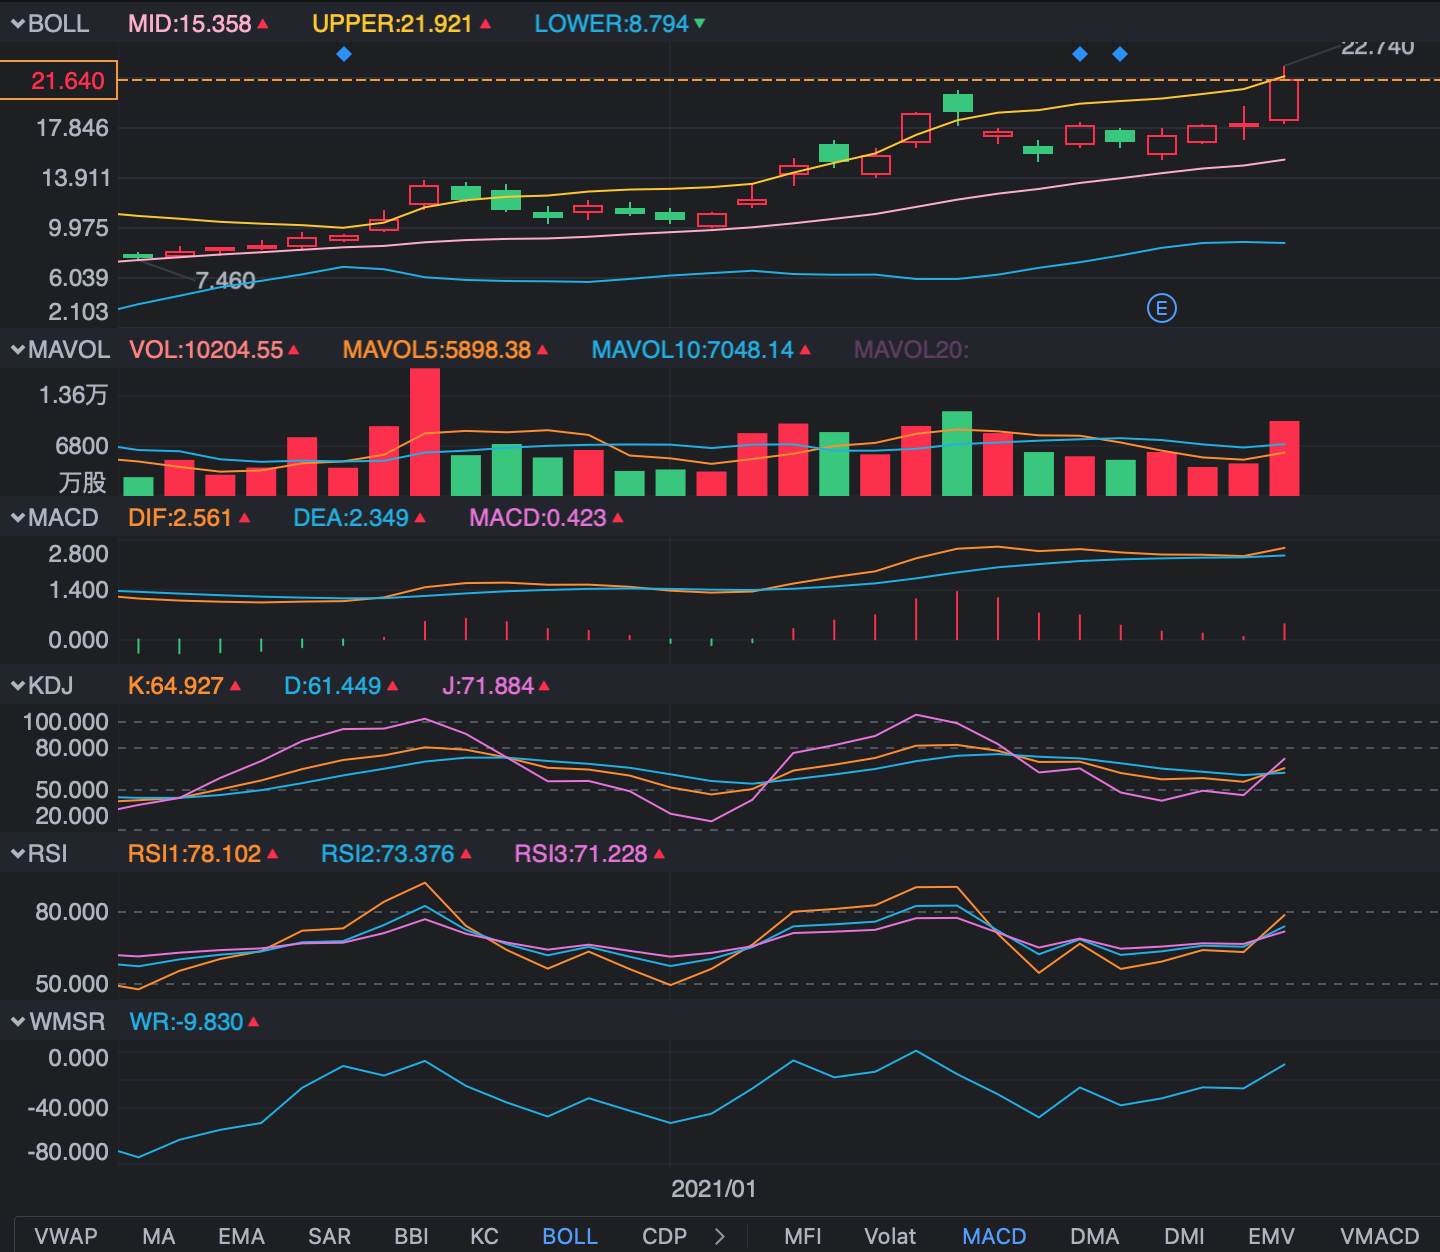 BOLL MID:15.358 UPPER:21.921 LOWER:8.794
22.740
21.640
17.846
13.911
9.975
7.460
6.039
2.103
E
MAVOL VOL:10204.55 MAVOL5:5898.38 MAVOL10:7048.14 MAVOL20:
1.36万
6800
万股
MACD DIF:2.561 DEA:2.349 MACD:0.423
2.800
1.400
0.000
KDJ K:64.927 D:61.449 J:71.884
100.000
80.000
50.000
20.000
RSI RSI1:78.102 RSI2:73.376 RSI3:71.228
80.000
50.000
WMSR WR:-9.830
0.000
-40.000
-80.000
2021/01
VWAP MA EMA SAR BBI KC BOLL CDP > MFI Volat MACD DMA DMI EMV VMACD